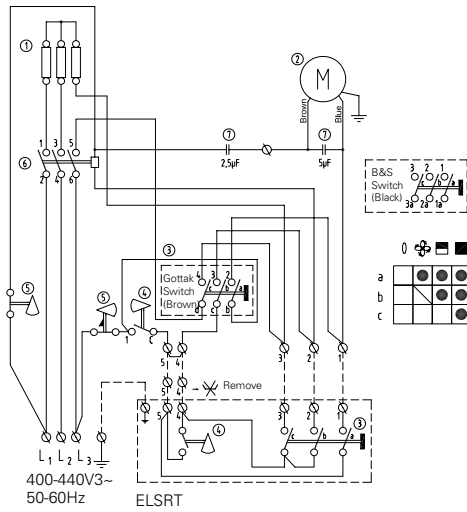 ①
②
M
Brown
Blue
⑦
⑦
2,5µF
5µF
1 3 5
⑥
2 4 6
3 2 1
c b a
3a 2a 1a
B&S
Switch
(Black)
0
a
b
c
③
4 3 2
Gottak
Switch
(Brown)
c b a
d c b
⑤
⑤
④
1 C
5 4
3 2 1
5 4
Remove
5 4
3 2 1
③
④
c b a
L1 L2 L3
400-440V3~
50-60Hz
ELSRT